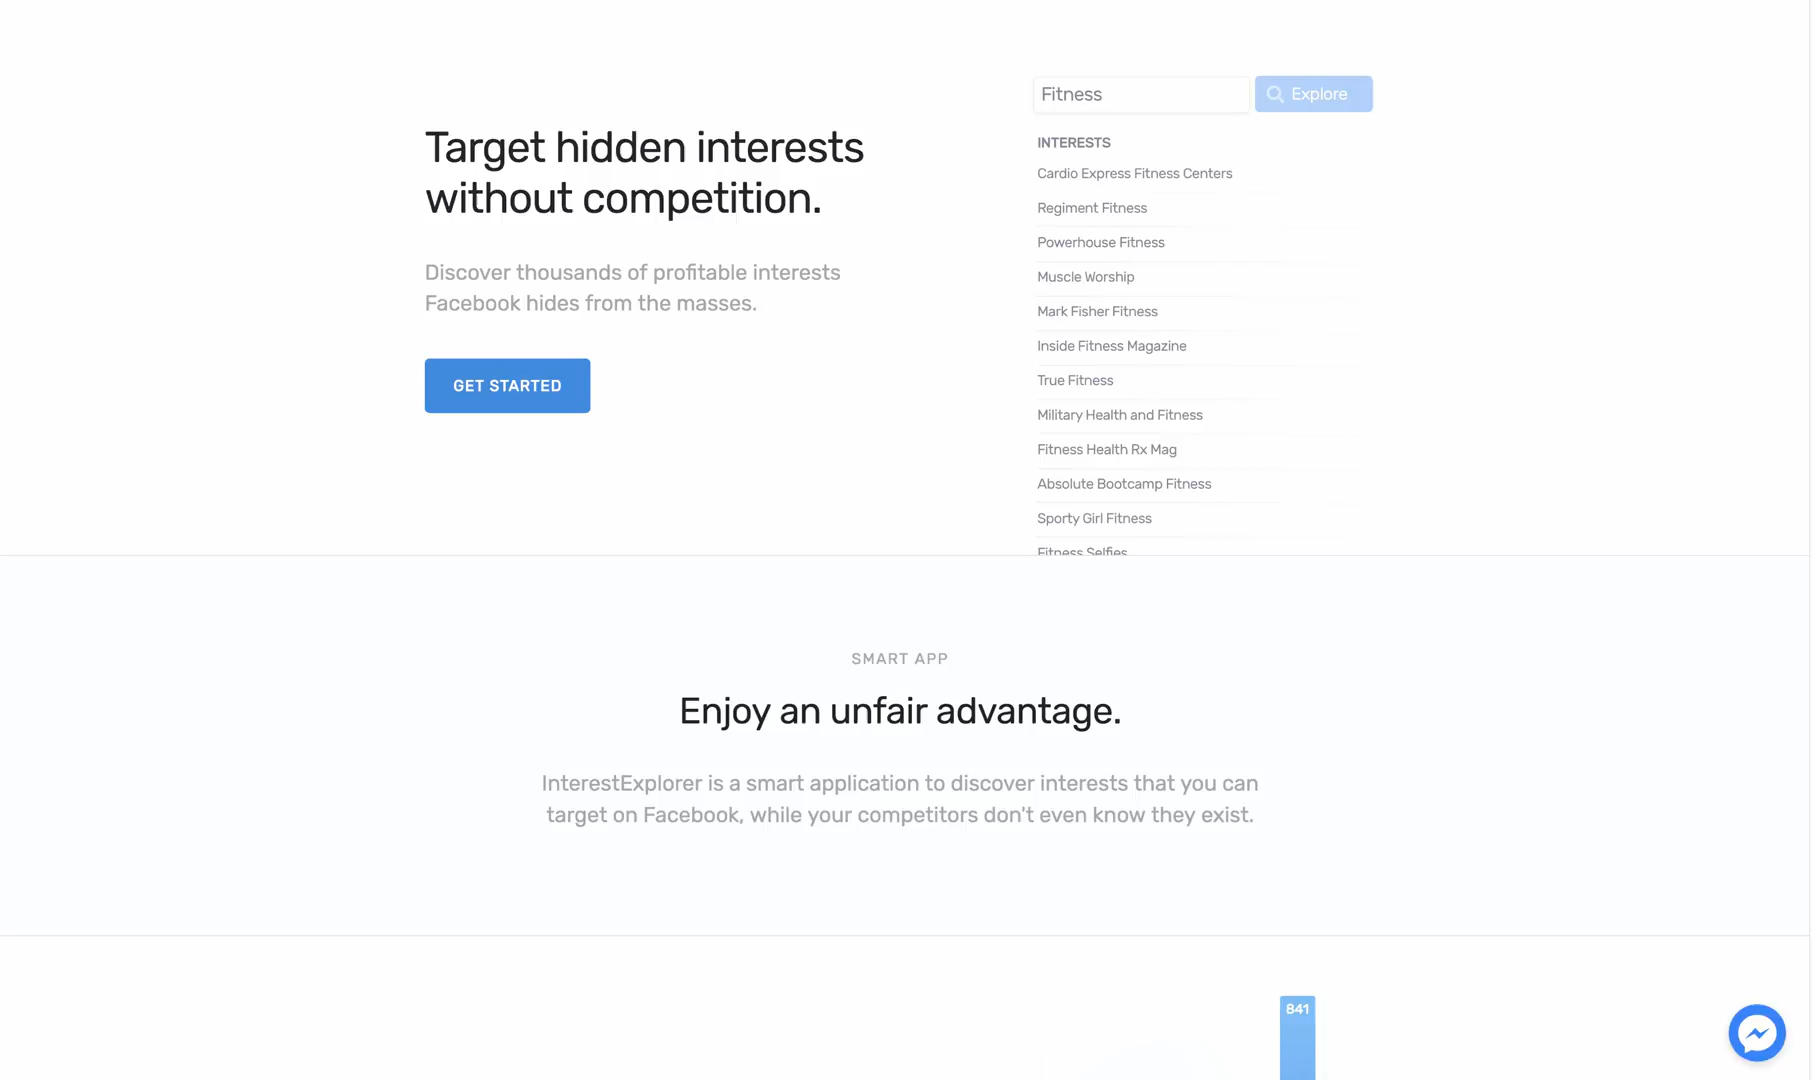 Target hidden interests
without competition.
Discover thousands of profitable interests
Facebook hides from the masses.
GET STARTED
Fitness
Explore
INTERESTS
Cardio Express Fitness Centers
Regiment Fitness
Powerhouse Fitness
Muscle Worship
Mark Fisher Fitness
Inside Fitness Magazine
True Fitness
Military Health and Fitness
Fitness Health Rx Mag
Absolute Bootcamp Fitness
Sporty Girl Fitness
Fitness Selfies
SMART APP
Enjoy an unfair advantage.
InterestExplorer is a smart application to discover interests that you can
target on Facebook, while your competitors don't even know they exist.
841